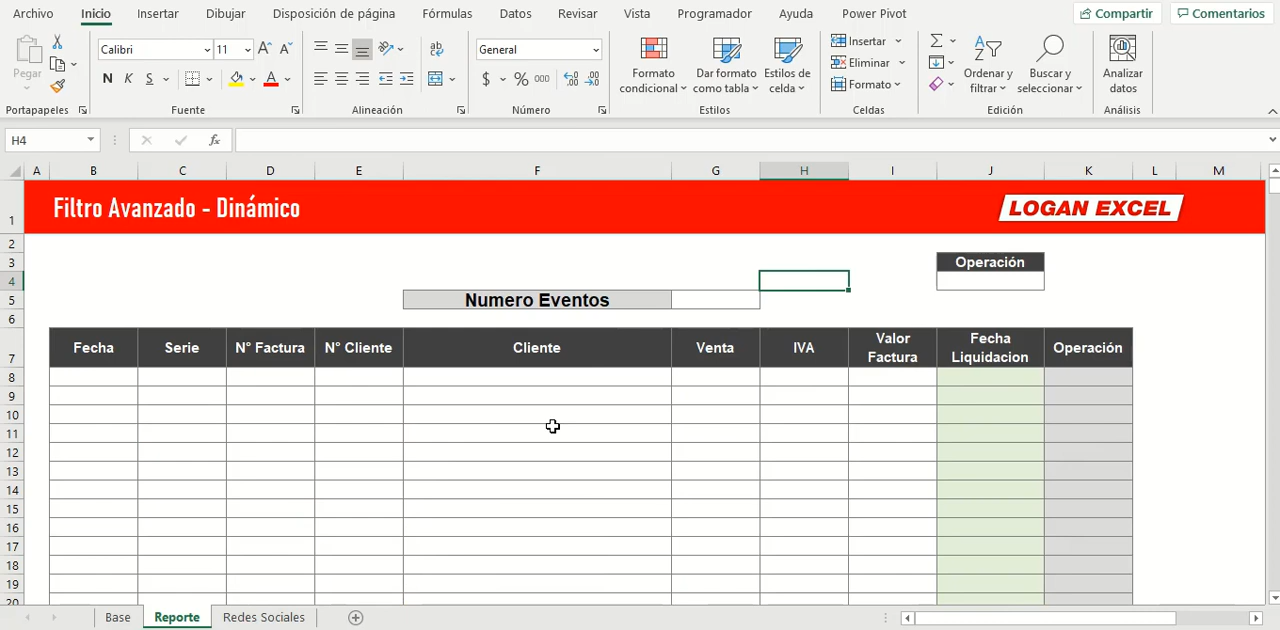 Archivo Inicio Insertar Dibujar Disposición de página Fórmulas Datos Revisar Vista Programador Ayuda Power Pivot Compartir Comentarios
Pegar
Calibri 11
N K S
ab
General
$ % 000
Formato condicional
Dar formato como tabla
Estilos de celda
Insertar
Eliminar
Formato
Ordenar y filtrar
Buscar y seleccionar
Analizar datos
Portapapeles Fuente Alineación Número Estilos Celdas Edición Análisis
H4 fx
A B C D E F G H I J K L M
1 Filtro Avanzado - Dinámico LOGAN EXCEL
2
3 Operación
4
5 Numero Eventos
6
7 Fecha Serie N° Factura N° Cliente Cliente Venta IVA Valor Factura Fecha Liquidacion Operación
8
9
10
11
12
13
14
15
16
17
18
19
20
Base Reporte Redes Sociales